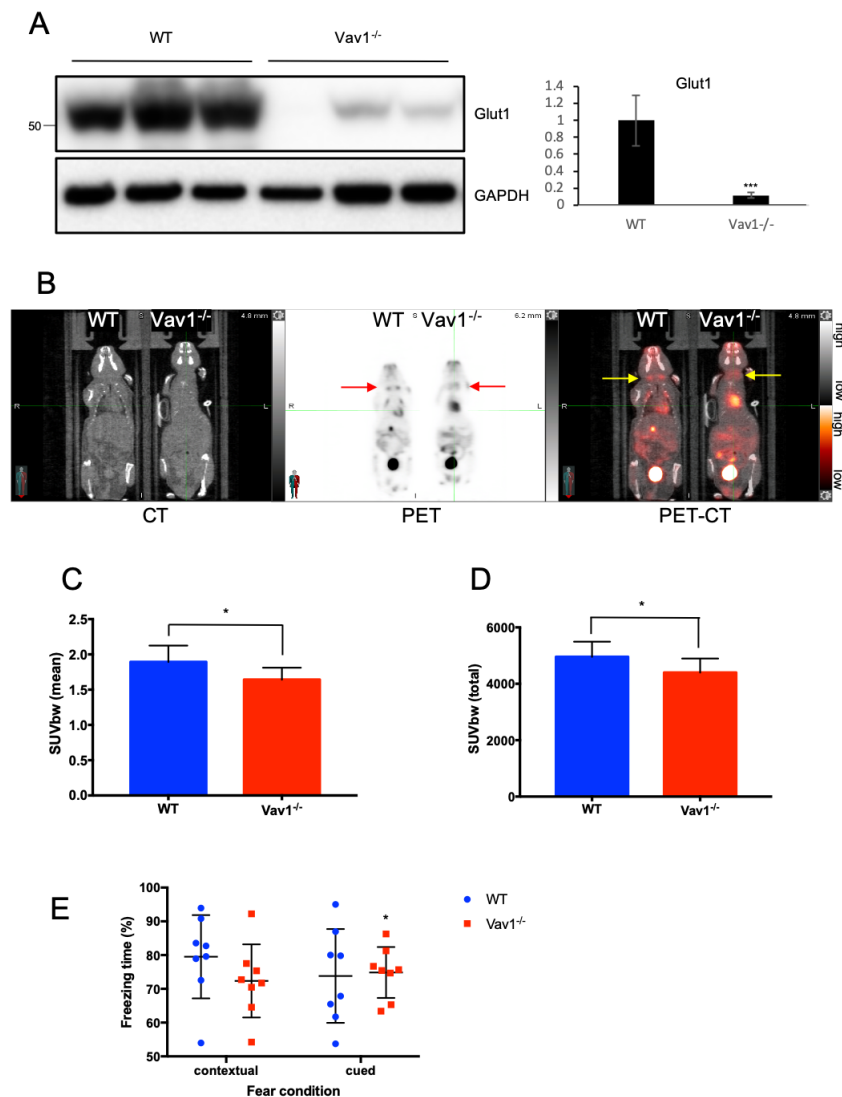 A
WT Vav1-/-
50
Glut1
GAPDH
Glut1
1.4
1.2
1
0.8
0.6
0.4
0.2
0
***
WT Vav1-/-
B
WT Vav1-/-
S
4.8 mm
R
L
I
CT
WT Vav1-/-
S
6.2 mm
R
L
I
PET
WT Vav1-/-
S
4.8 mm
R
L
I
PET-CT
high
low
high
low
C
SUVbw (mean)
2.5
2.0
1.5
1.0
0.5
0.0
*
WT Vav1-/-
D
SUVbw (total)
6000
4000
2000
0
*
WT Vav1-/-
E
Freezing time (%)
100
90
80
70
60
50
*
contextual cued
Fear condition
WT
Vav1-/-